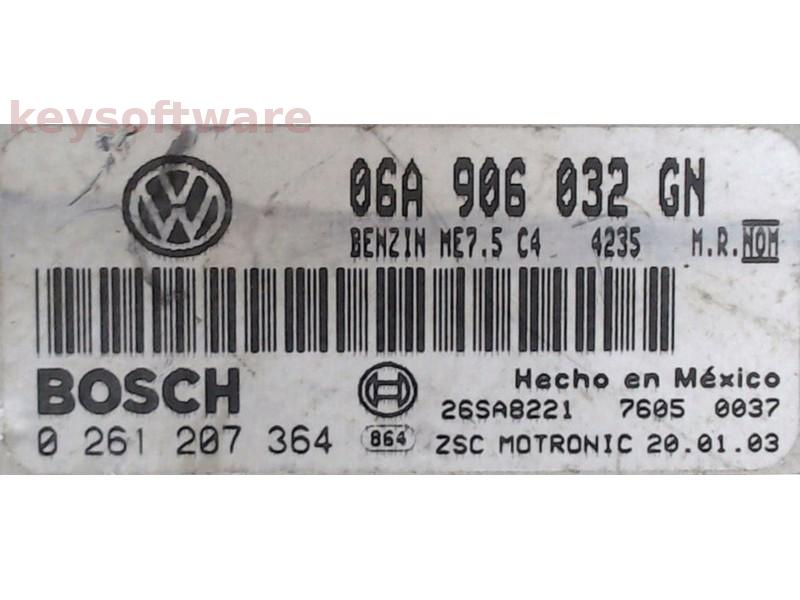 keysoftware
06A 906 032 GN
BENZIN ME7.5 C4 4235 M.R.NOM
BOSCH
Hecho en México
26SA8221 7605 0037
0 261 207 364
864
ZSC MOTRONIC 20.01.03